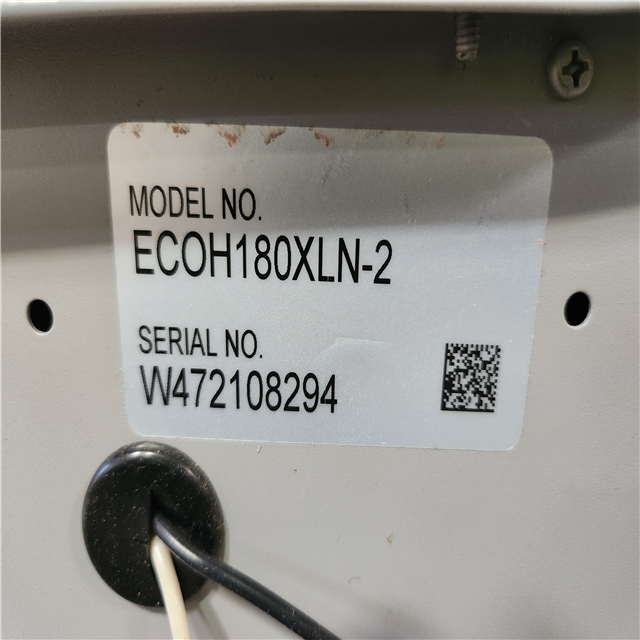 MODEL NO.
ECOH180XLN-2
SERIAL NO.
W472108294